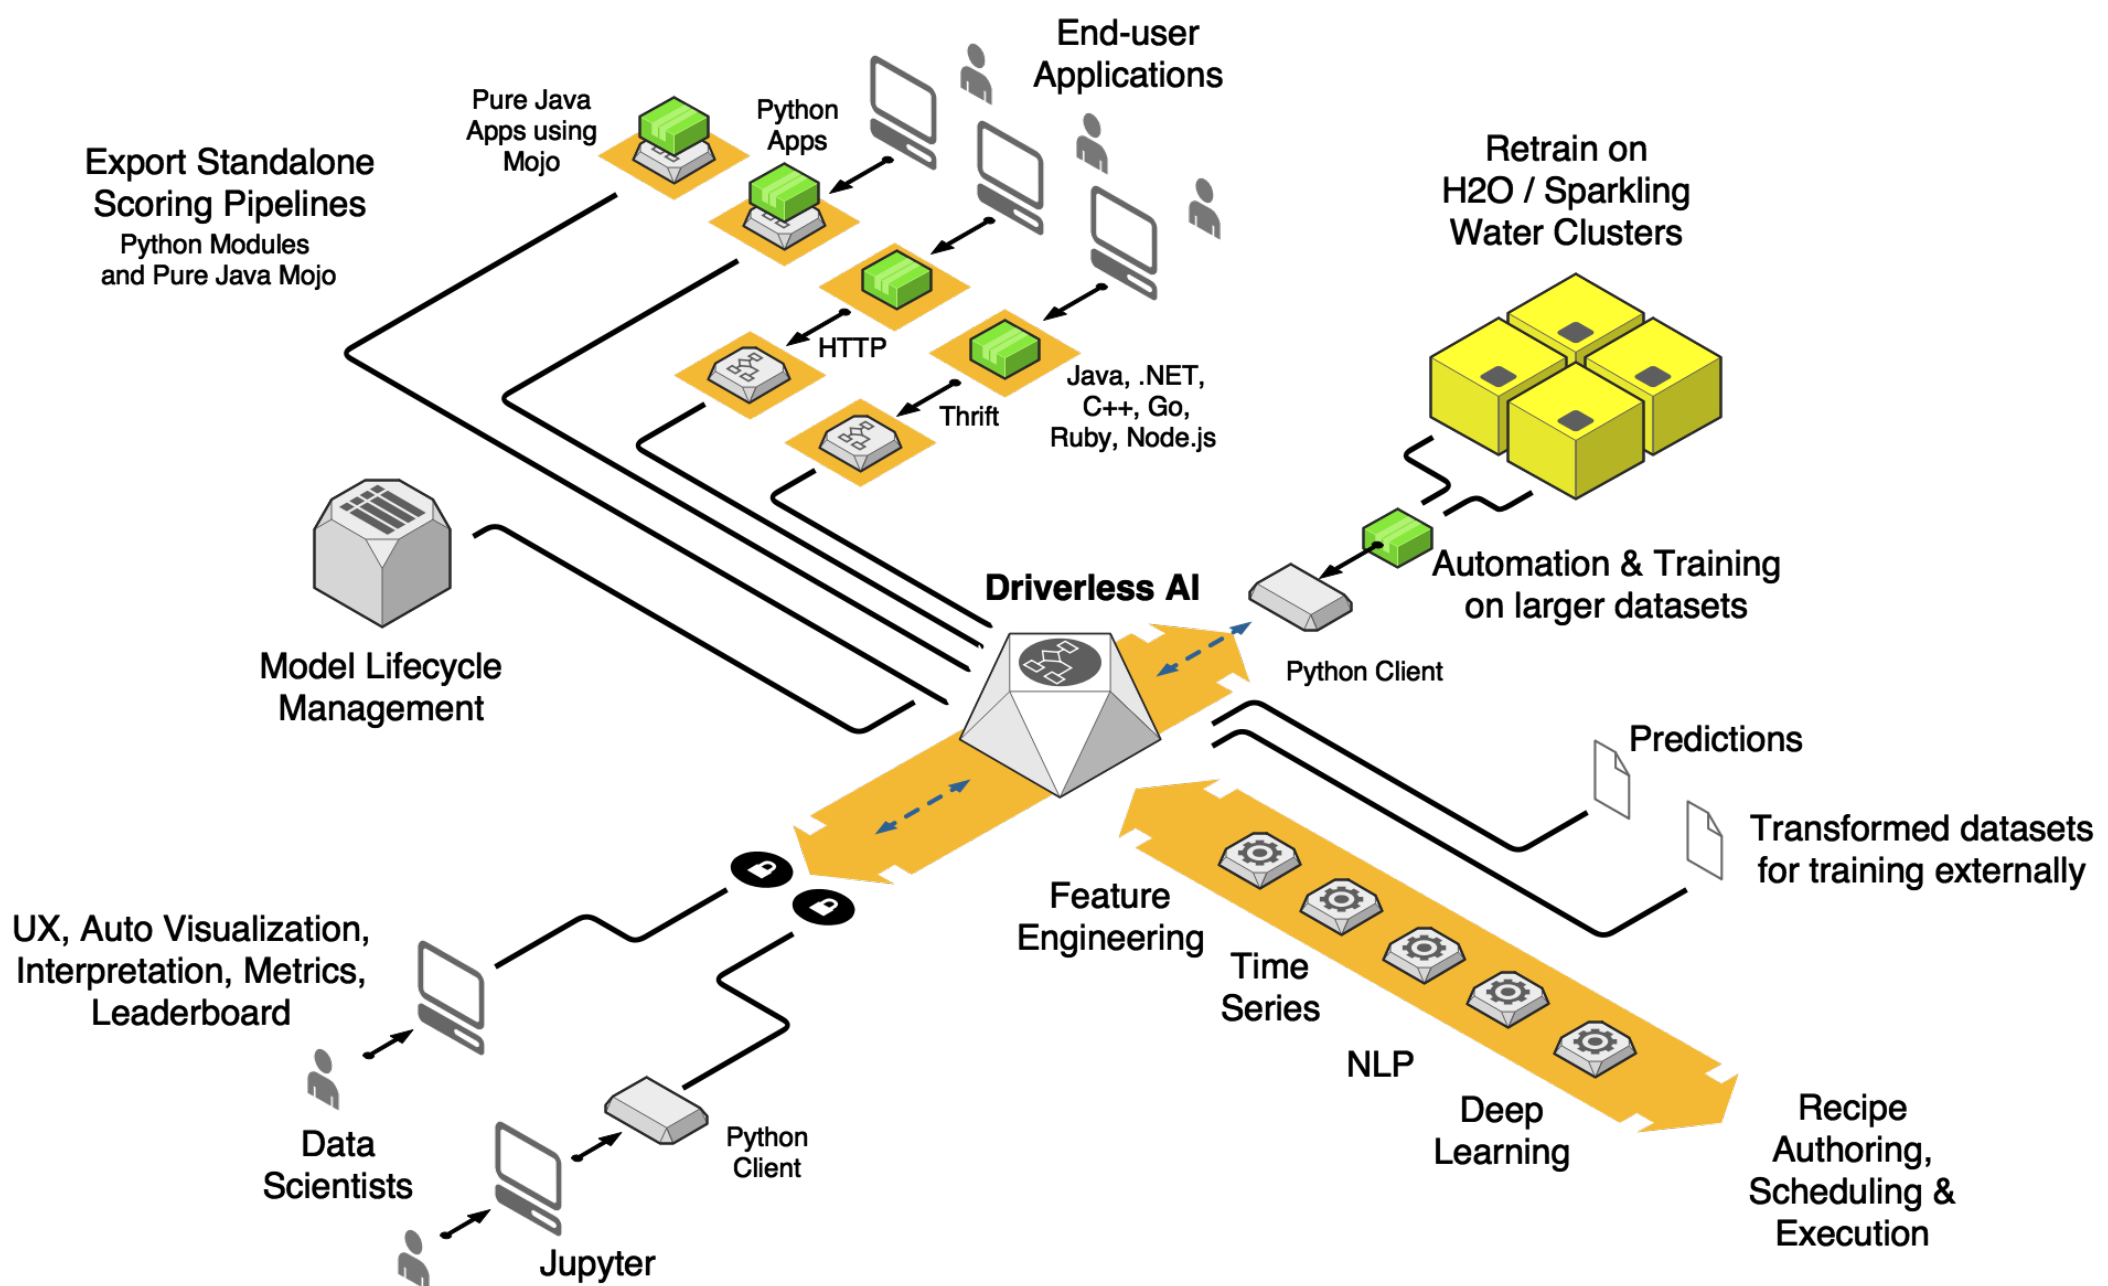 End-user
Applications
Pure Java
Apps using
Mojo
Python
Apps
Export Standalone
Scoring Pipelines
Python Modules
and Pure Java Mojo
Retrain on
H2O / Sparkling
Water Clusters
HTTP
Thrift
Java, .NET,
C++, Go,
Ruby, Node.js
Automation & Training
on larger datasets
Driverless AI
Python Client
Model Lifecycle
Management
Predictions
Transformed datasets
for training externally
Feature
Engineering
Time
Series
NLP
Deep
Learning
Recipe
Authoring,
Scheduling &
Execution
UX, Auto Visualization,
Interpretation, Metrics,
Leaderboard
Data
Scientists
Python
Client
Jupyter